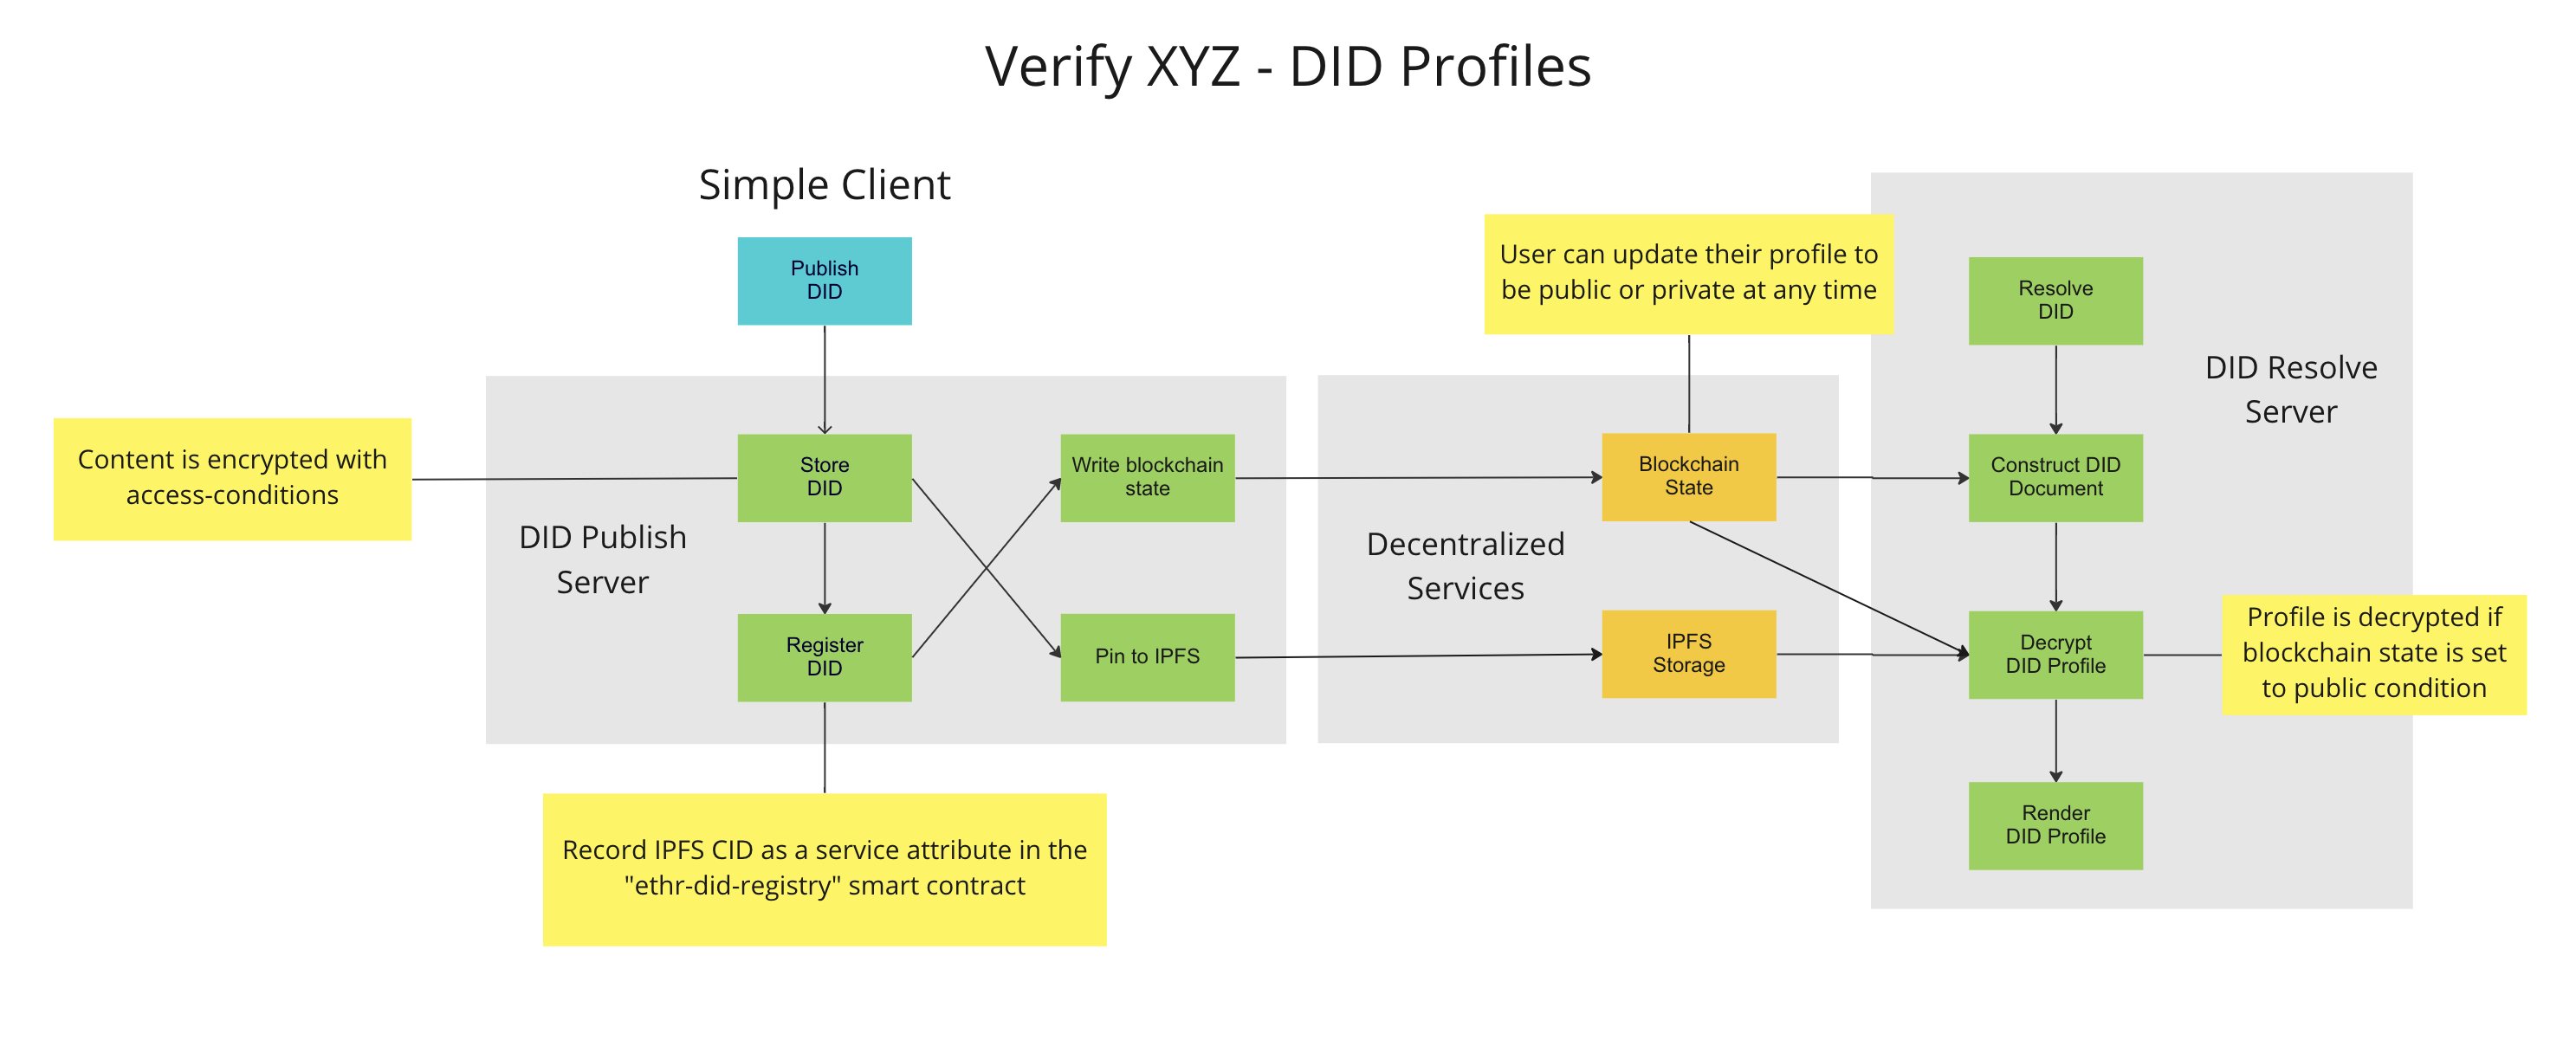 Verify XYZ - DID Profiles
Simple Client
Publish
DID
User can update their profile to
be public or private at any time
Resolve
DID
DID Resolve
Server
Content is encrypted with
access-conditions
Store
DID
Write blockchain
state
Blockchain
State
Construct DID
Document
DID Publish
Server
Decentralized
Services
Register
DID
Pin to IPFS
IPFS
Storage
Decrypt
DID Profile
Profile is decrypted if
blockchain state is set
to public condition
Record IPFS CID as a service attribute in the
"ethr-did-registry" smart contract
Render
DID Profile